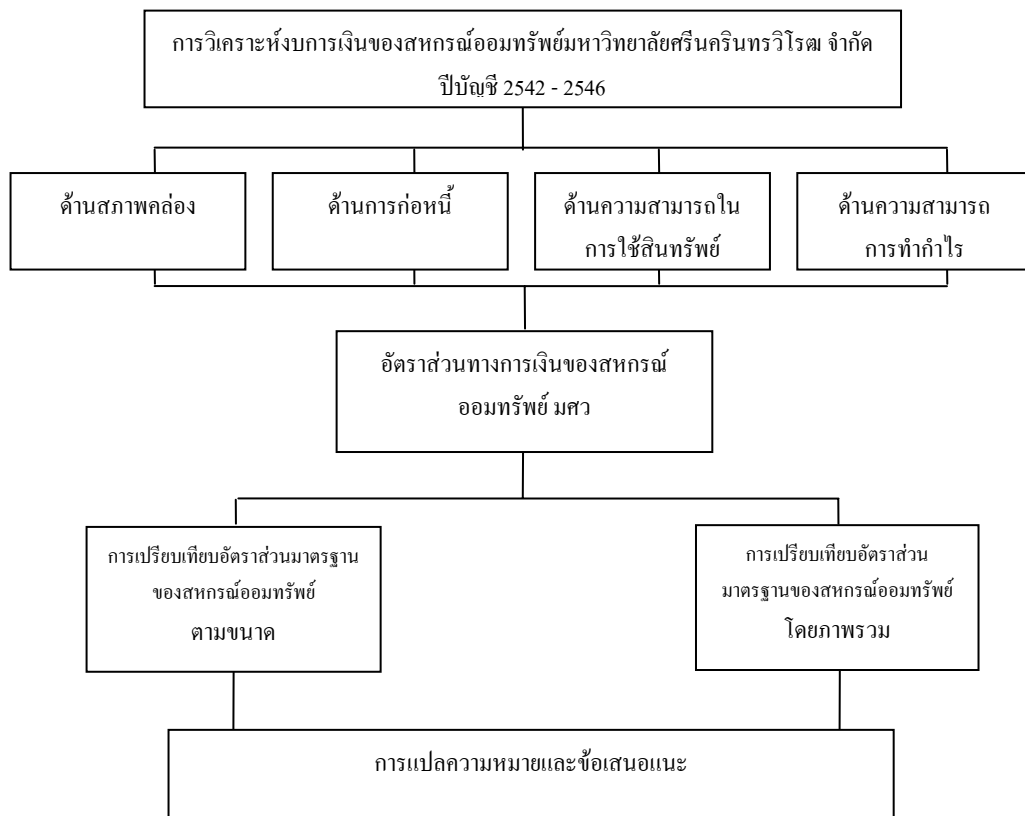 การวิเคราะห์งบการเงินของสหกรณ์ออมทรัพย์มหาวิทยาลัยศรีนครินทรวิโรฒ จำกัด
ปีบัญชี 2542 - 2546
ด้านสภาพคล่อง
ด้านการก่อหนี้
ด้านความสามารถใน
การใช้สินทรัพย์
ด้านความสามารถ
การทำกำไร
อัตราส่วนทางการเงินของสหกรณ์
ออมทรัพย์ มศว
การเปรียบเทียบอัตราส่วนมาตรฐาน
ของสหกรณ์ออมทรัพย์
ตามขนาด
การเปรียบเทียบอัตราส่วน
มาตรฐานของสหกรณ์ออมทรัพย์
โดยภาพรวม
การแปลความหมายและข้อเสนอแนะ